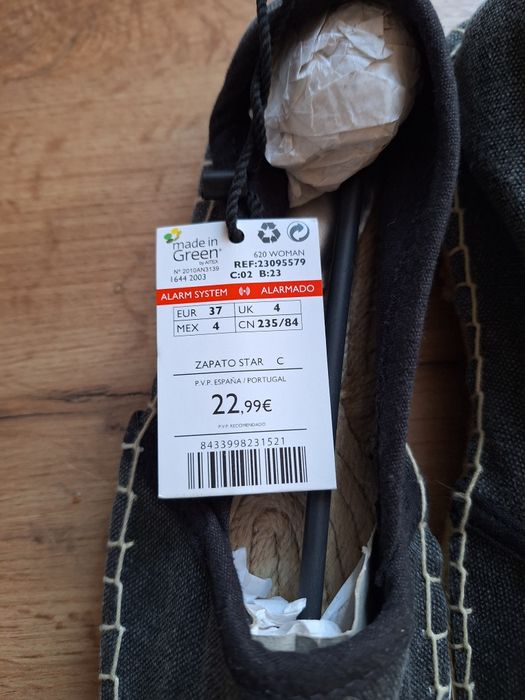 made in
Green®
by AITEX
Nº 2010AN3139
1644 2003
620 WOMAN
REF:23095579
C:02 B:23
ALARM SYSTEM ALARMADO
EUR 37 UK 4
MEX 4 CN 235/84
ZAPATO STAR C
P.V.P. ESPAÑA / PORTUGAL
22,99€
P.V.P. RECOMENDADO
8433998231521